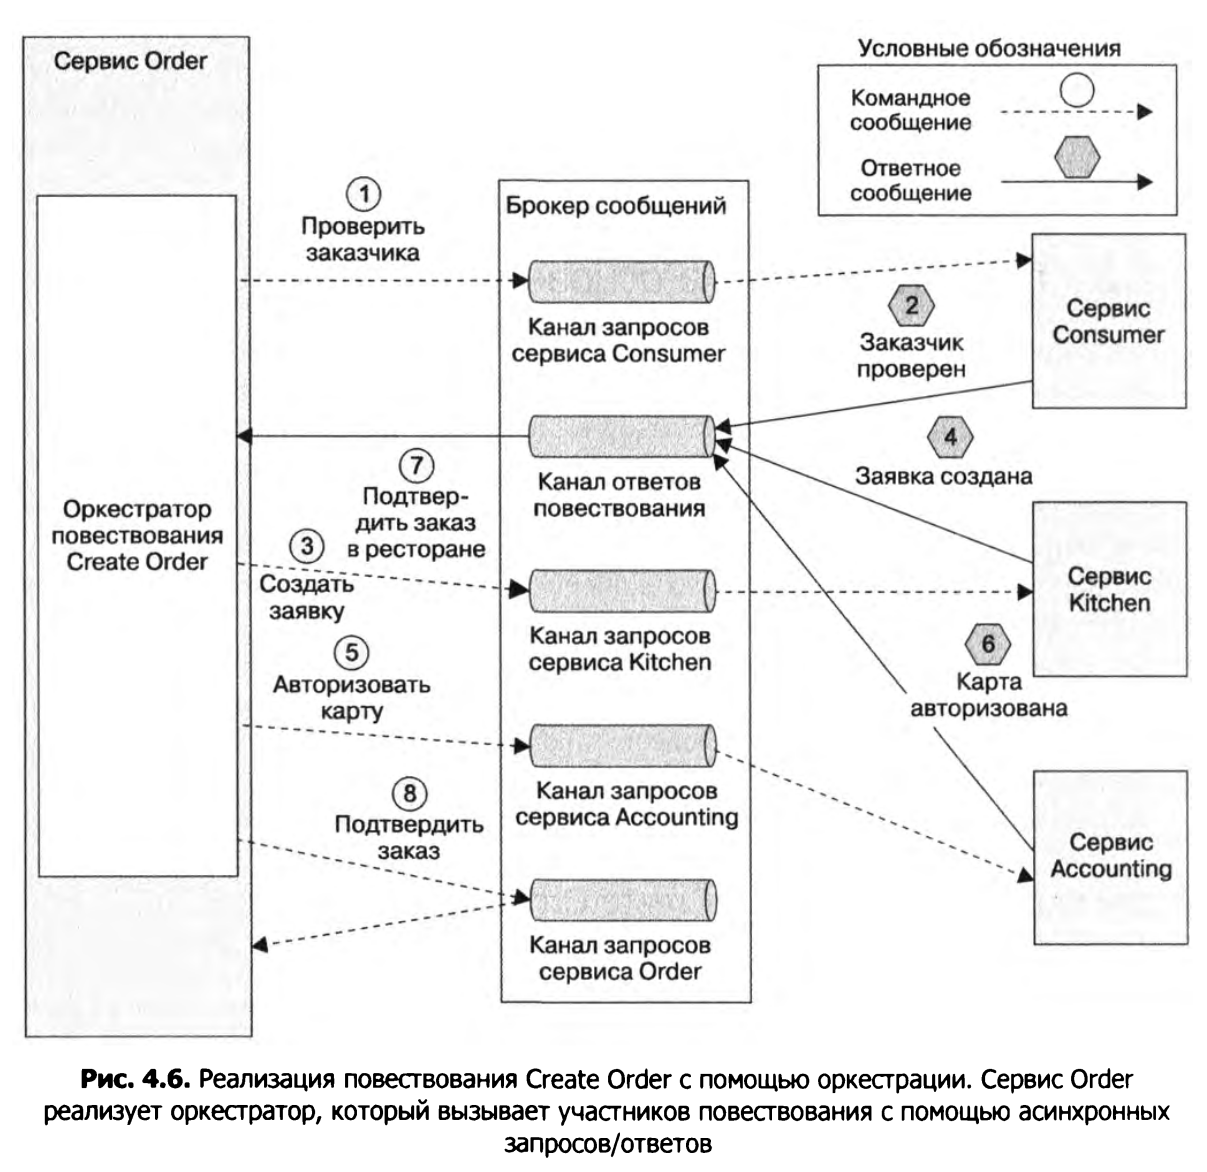 Сервис Order
Условные обозначения
Командное
сообщение
Ответное
сообщение
1
Проверить
заказчика
Брокер сообщений
Канал запросов
сервиса Consumer
2
Заказчик
проверен
Сервис
Consumer
4
Заявка создана
7
Подтвер-
дить заказ
в ресторане
Канал ответов
повествования
Оркестратор
повествования
Create Order
3
Создать
заявку
Сервис
Kitchen
Канал запросов
сервиса Kitchen
5
Авторизовать
карту
6
Карта
авторизована
Канал запросов
сервиса Accounting
8
Подтвердить
заказ
Сервис
Accounting
Канал запросов
сервиса Order
Рис. 4.6. Реализация повествования Create Order с помощью оркестрации. Сервис Order
реализует оркестратор, который вызывает участников повествования с помощью асинхронных
запросов/ответов